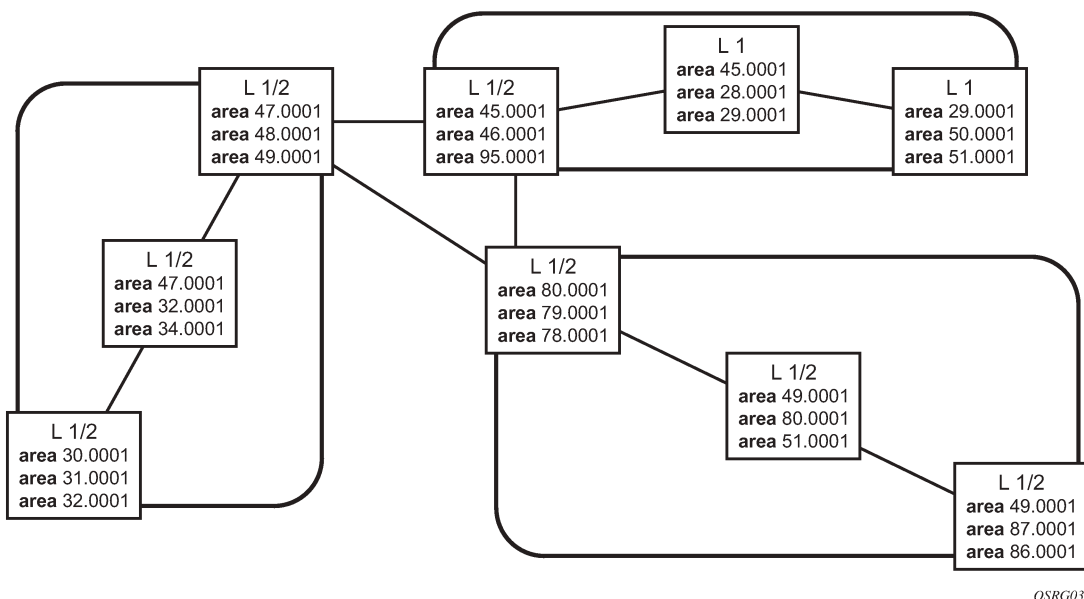 L 1/2
area 47.0001
area 48.0001
area 49.0001
L 1/2
area 45.0001
area 46.0001
area 95.0001
L 1
area 45.0001
area 28.0001
area 29.0001
L 1
area 29.0001
area 50.0001
area 51.0001
L 1/2
area 47.0001
area 32.0001
area 34.0001
L 1/2
area 80.0001
area 79.0001
area 78.0001
L 1/2
area 30.0001
area 31.0001
area 32.0001
L 1/2
area 49.0001
area 80.0001
area 51.0001
L 1/2
area 49.0001
area 87.0001
area 86.0001
OSRG03